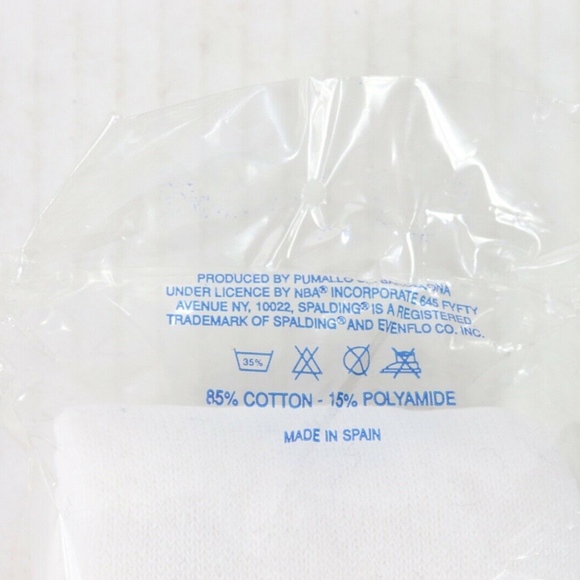 PRODUCED BY PUMALLO
UNDER LICENCE BY NBA® INCORPORATE 645 FYFTY
AVENUE NY, 10022, SPALDING® IS A REGISTERED
TRADEMARK OF SPALDING® AND EVENFLO CO. INC.
35%
85% COTTON - 15% POLYAMIDE
MADE IN SPAIN